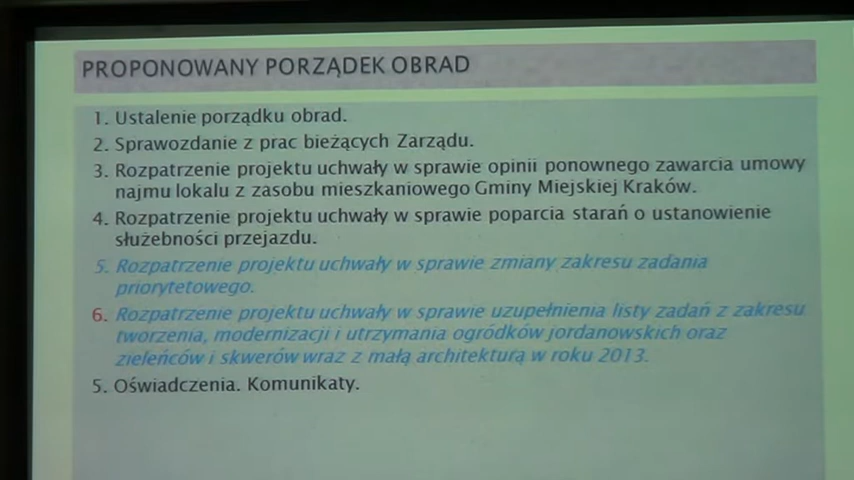 PROPONOWANY PORZĄDEK OBRAD
1. Ustalenie porządku obrad.
2. Sprawozdanie z prac bieżących Zarządu.
3. Rozpatrzenie projektu uchwały w sprawie opinii ponownego zawarcia umowy
najmu lokalu z zasobu mieszkaniowego Gminy Miejskiej Kraków.
4. Rozpatrzenie projektu uchwały w sprawie poparcia starań o ustanowienie
służebności przejazdu.
5. Rozpatrzenie projektu uchwały w sprawie zmiany zakresu zadania
priorytetowego.
6. Rozpatrzenie projektu uchwały w sprawie uzupełnienia listy zadań z zakresu
tworzenia, modernizacji i utrzymania ogródków jordanowskich oraz
zieleńców i skwerów wraz z małą architekturą w roku 2013.
5. Oświadczenia. Komunikaty.